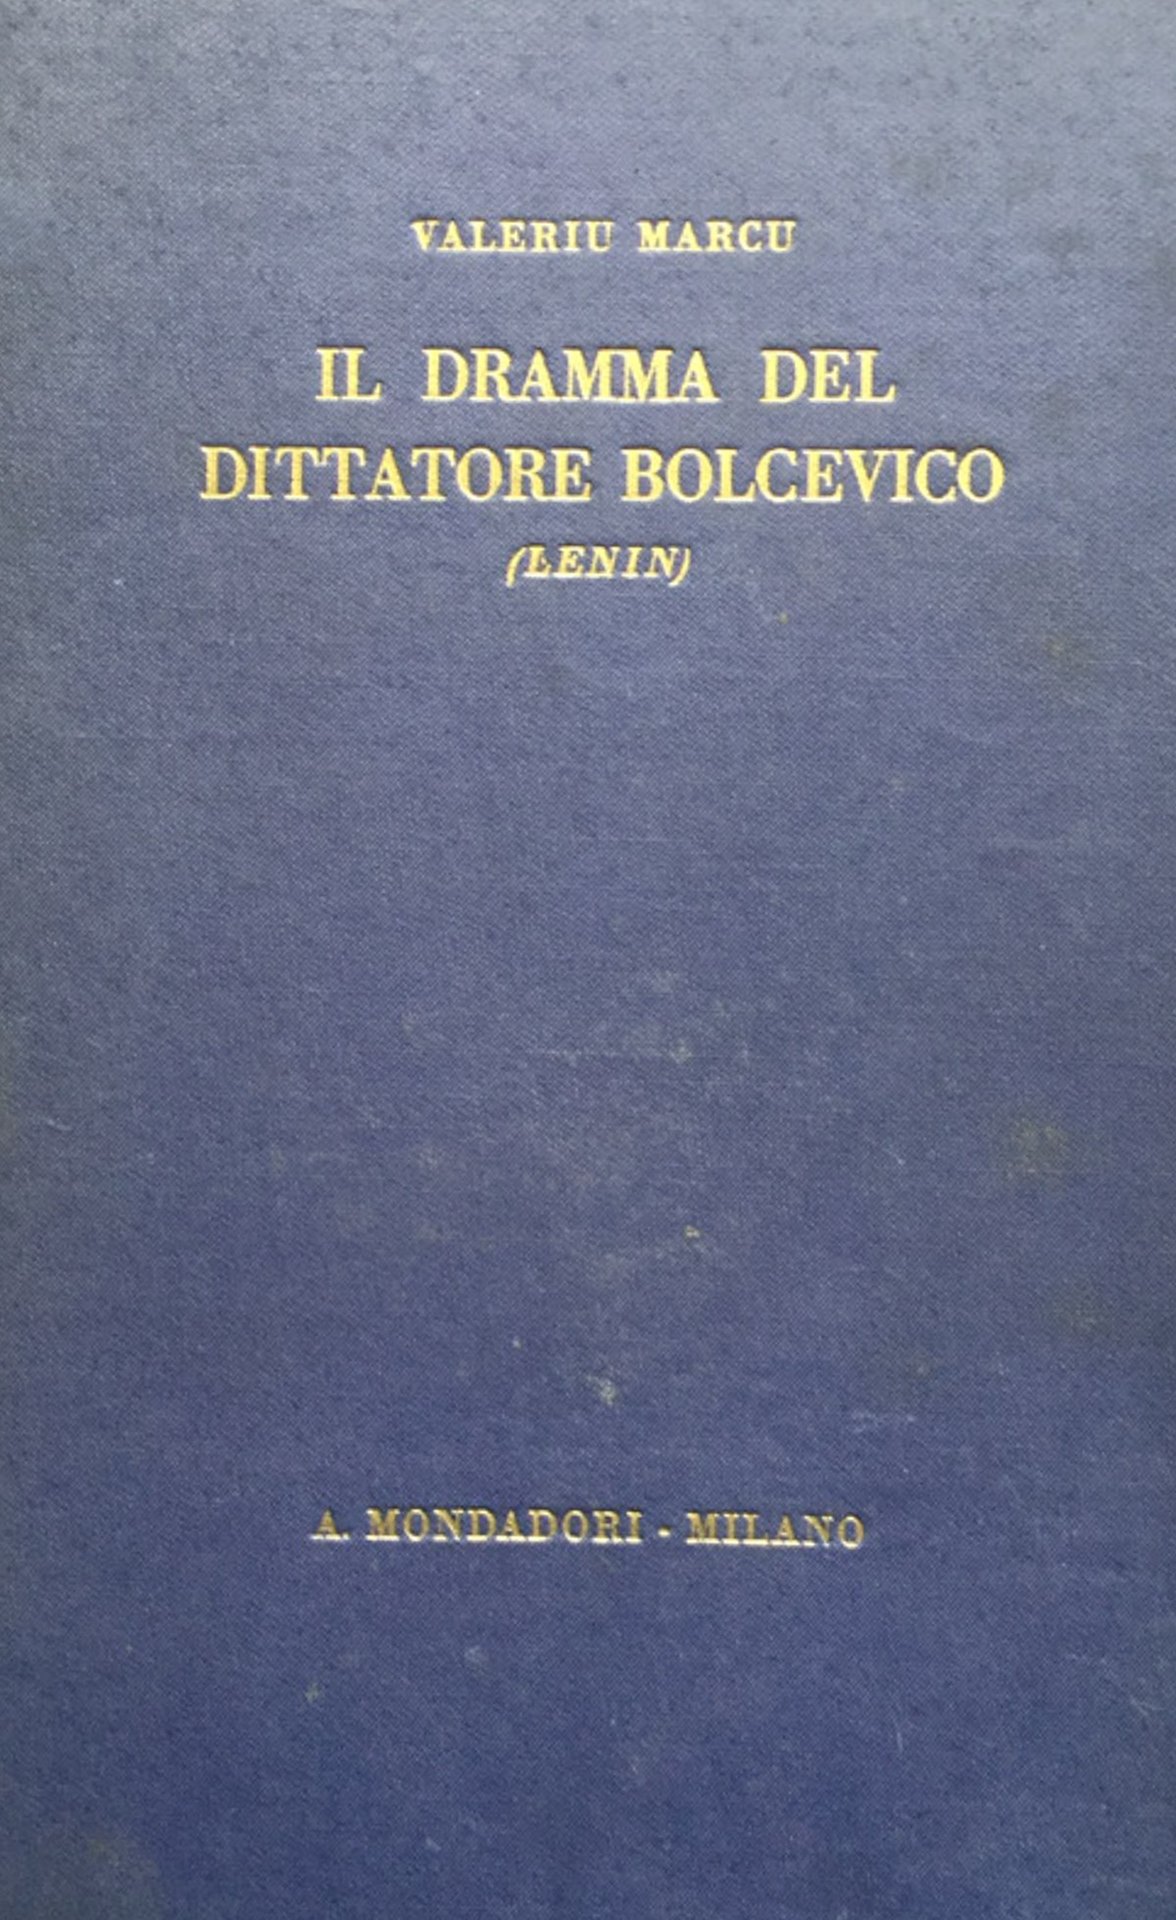 VALERIU MARCU
IL DRAMMA DEL
DITTATORE BOLCEVICO
(LENIN)
A. MONDADORI - MILANO